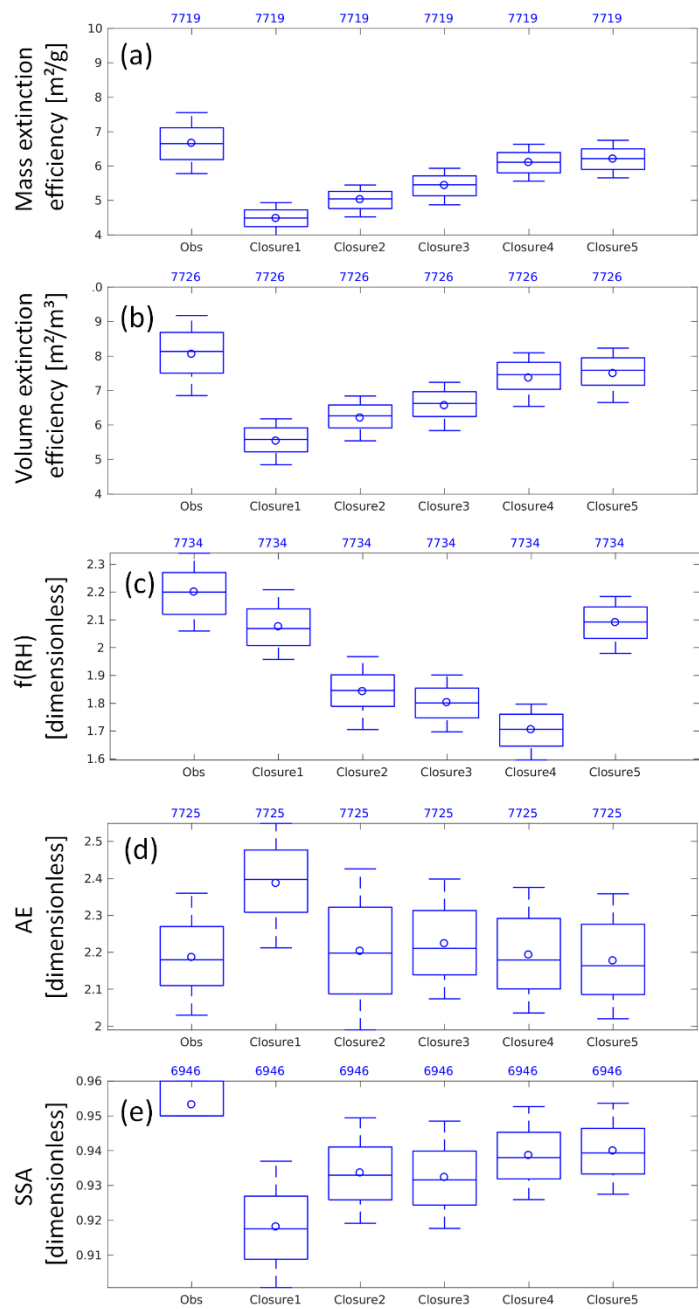 7719 7719 7719 7719 7719 7719
(a)
Mass extinction
efficiency [m²/g]
10
9
8
7
6
5
4
Obs Closure1 Closure2 Closure3 Closure4 Closure5
7726 7726 7726 7726 7726 7726
(b)
Volume extinction
efficiency [m²/m³]
.0
9
8
7
6
5
4
Obs Closure1 Closure2 Closure3 Closure4 Closure5
7734 7734 7734 7734 7734 7734
(c)
f(RH)
[dimensionless]
2.3
2.2
2.1
2
1.9
1.8
1.7
1.6
Obs Closure1 Closure2 Closure3 Closure4 Closure5
7725 7725 7725 7725 7725 7725
(d)
AE
[dimensionless]
2.5
2.4
2.3
2.2
2.1
2
Obs Closure1 Closure2 Closure3 Closure4 Closure5
6946 6946 6946 6946 6946 6946
(e)
SSA
[dimensionless]
0.96
0.95
0.94
0.93
0.92
0.91
Obs Closure1 Closure2 Closure3 Closure4 Closure5